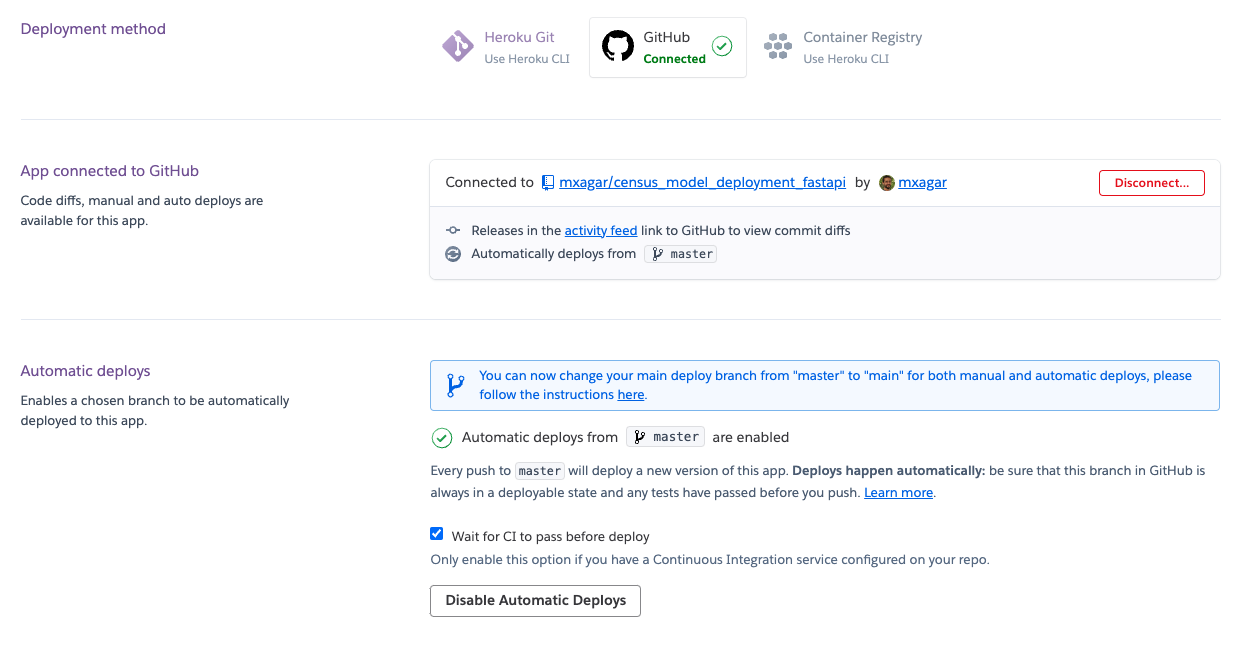 Deployment method
Heroku Git
Use Heroku CLI
GitHub
Connected
Container Registry
Use Heroku CLI
App connected to GitHub
Code diffs, manual and auto deploys are
available for this app.
Connected to mxagar/census_model_deployment_fastapi by mxagar
Disconnect...
Releases in the activity feed link to GitHub to view commit diffs
Automatically deploys from master
Automatic deploys
Enables a chosen branch to be automatically
deployed to this app.
You can now change your main deploy branch from "master" to "main" for both manual and automatic deploys, please
follow the instructions here.
Automatic deploys from master are enabled
Every push to master will deploy a new version of this app. Deploys happen automatically: be sure that this branch in GitHub is
always in a deployable state and any tests have passed before you push. Learn more.
Wait for CI to pass before deploy
Only enable this option if you have a Continuous Integration service configured on your repo.
Disable Automatic Deploys